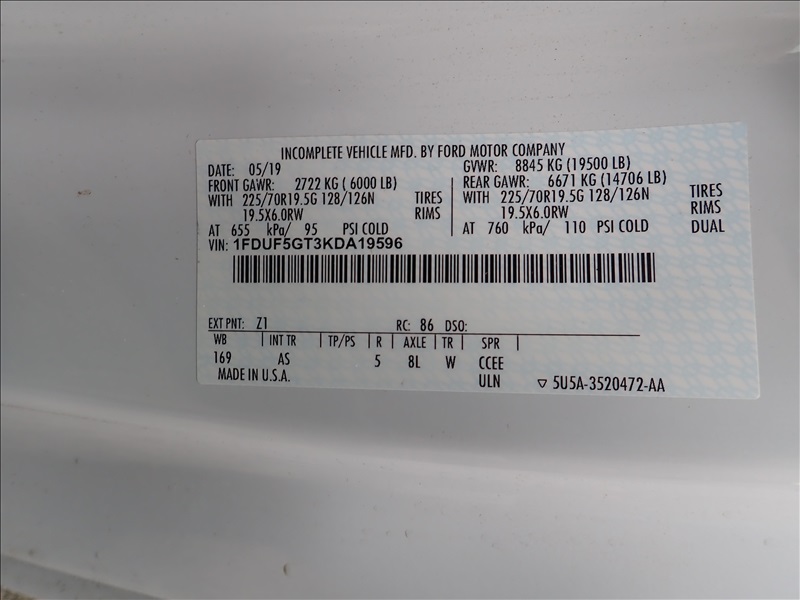 INCOMPLETE VEHICLE MFD. BY FORD MOTOR COMPANY
DATE: 05/19 GVWR: 8845 KG (19500 LB)
FRONT GAWR: 2722 KG ( 6000 LB) REAR GAWR: 6671 KG (14706 LB)
WITH 225/70R19.5G 128/126N TIRES WITH 225/70R19.5G 128/126N TIRES
19.5X6.0RW RIMS 19.5X6.0RW RIMS
AT 655 kPa/ 95 PSI COLD AT 760 kPa/ 110 PSI COLD DUAL
VIN: 1FDUF5GT3KDA19596
EXT PNT: Z1 RC: 86 DSO:
WB INT TR TP/PS R AXLE TR SPR
169 AS 5 8L W CCEE
MADE IN U.S.A. ULN ▽ 5U5A-3520472-AA